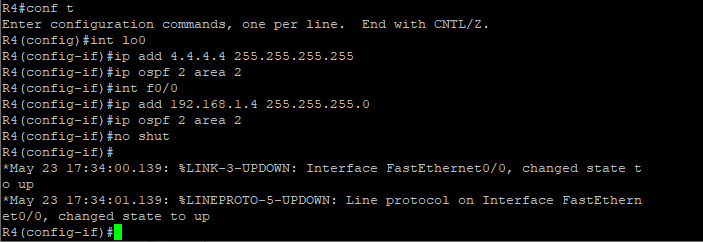 R4#conf t
Enter configuration commands, one per line.  End with CNTL/Z.
R4(config)#int lo0
R4(config-if)#ip add 4.4.4.4 255.255.255.255
R4(config-if)#ip ospf 2 area 2
R4(config-if)#int f0/0
R4(config-if)#ip add 192.168.1.4 255.255.255.0
R4(config-if)#ip ospf 2 area 2
R4(config-if)#no shut
R4(config-if)#
*May 23 17:34:00.139: %LINK-3-UPDOWN: Interface FastEthernet0/0, changed state t
o up
*May 23 17:34:01.139: %LINEPROTO-5-UPDOWN: Line protocol on Interface FastEthern
et0/0, changed state to up
R4(config-if)#